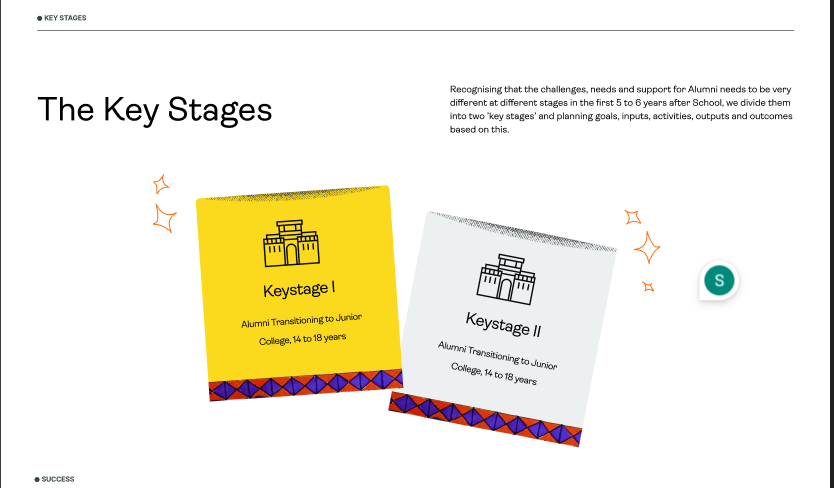 KEY STAGES
The Key Stages
Recognising that the challenges, needs and support for Alumni needs to be very
different at different stages in the first 5 to 6 years after School, we divide them
into two 'key stages' and planning goals, inputs, activities, outputs and outcomes
based on this.
Keystage I
Alumni Transitioning to Junior
College, 14 to 18 years
Keystage II
Alumni Transitioning to Junior
College, 14 to 18 years
S
SUCCESS